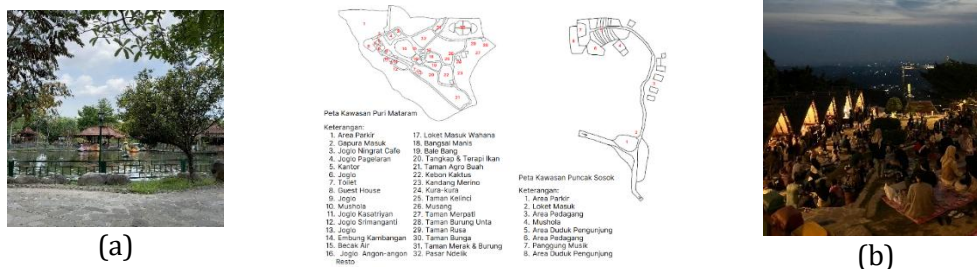 Peta Kawasan Puri Mataram
Keterangan:
1. Area Parkir
2. Gapura Masuk
3. Joglo Ningrat Cafe
4. Joglo Pagelaran
5. Kantor
6. Joglo
7. Toilet
8. Guest House
9. Joglo
10. Mushola
11. Joglo Kasatriyan
12. Joglo Srimanganti
13. Joglo
14. Embung Kambangan
15. Becak Air
16. Joglo Angon-angon
Resto
17. Loket Masuk Wahana
18. Bangsal Manis
19. Bale Bang
20. Tangkap & Terapi Ikan
21. Taman Agro Buah
22. Kebon Kaktus
23. Kandang Merino
24. Kura-kura
25. Taman Kelinci
26. Musang
27. Taman Merpati
28. Taman Burung Unta
29. Taman Rusa
30. Taman Bunga
31. Taman Merak & Burung
32. Pasar Ndelik
Peta Kawasan Puncak Sosok
Keterangan:
1. Area Parkir
2. Loket Masuk
3. Area Padagang
4. Mushola
5. Area Duduk Pengunjung
6. Area Pedagang
7. Panggung Musik
8. Area Duduk Pengunjung
(a)
(b)